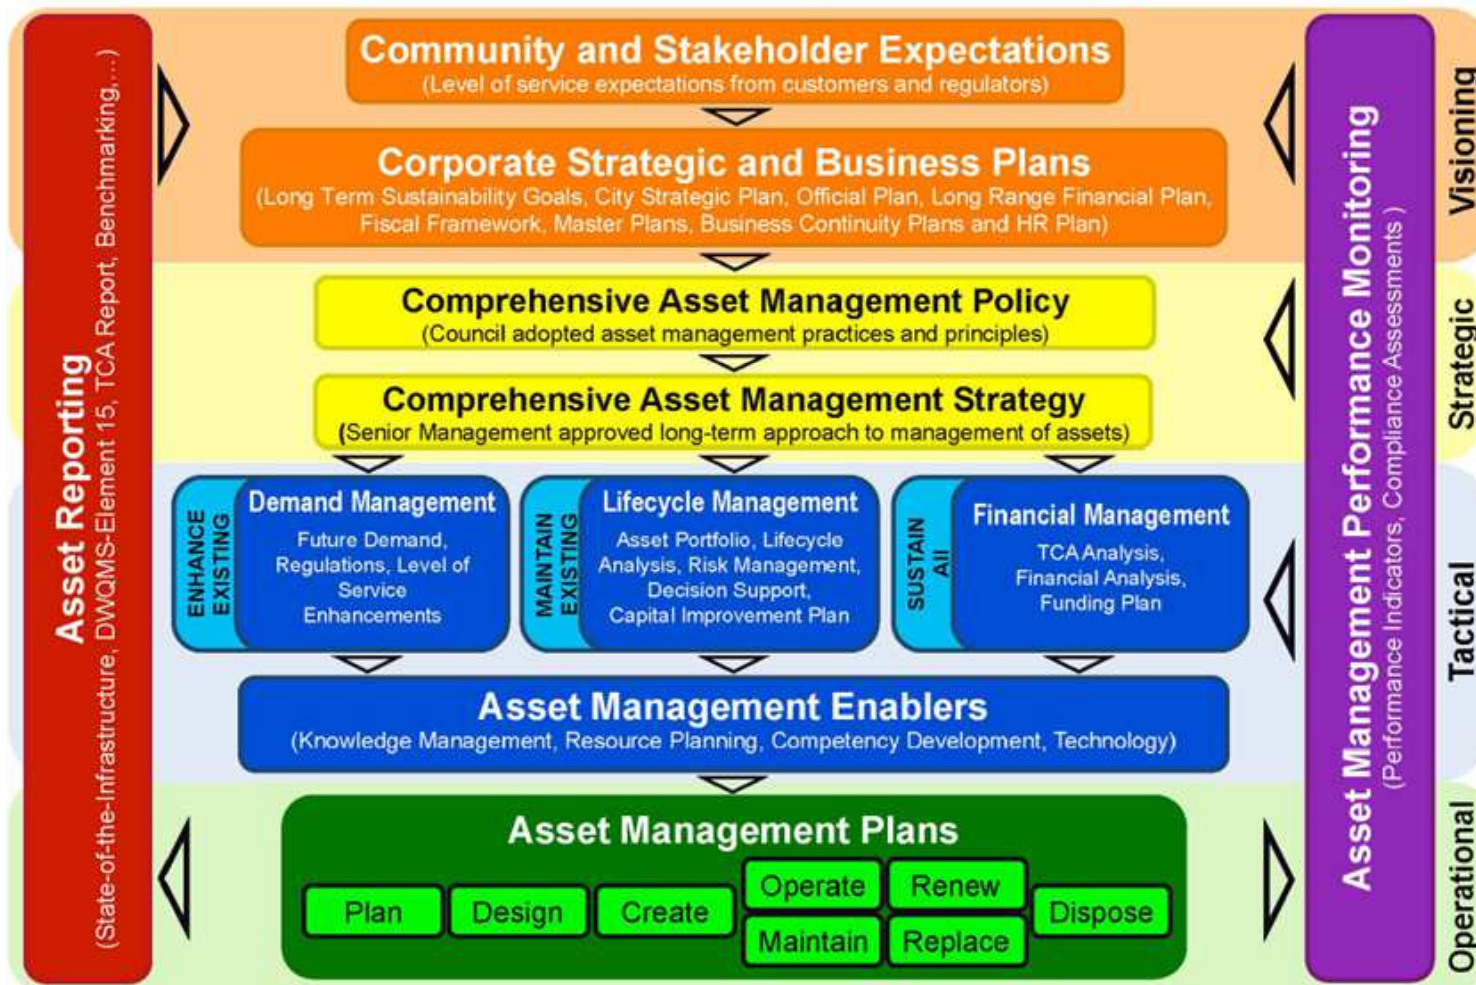 Community and Stakeholder Expectations
(Level of service expectations from customers and regulators)
Corporate Strategic and Business Plans
(Long Term Sustainability Goals, City Strategic Plan, Official Plan, Long Range Financial Plan,
Fiscal Framework, Master Plans, Business Continuity Plans and HR Plan)
Comprehensive Asset Management Policy
(Council adopted asset management practices and principles)
Comprehensive Asset Management Strategy
(Senior Management approved long-term approach to management of assets)
ENHANCE
EXISTING
Demand Management
Future Demand,
Regulations, Level of
Service
Enhancements
MAINTAIN
EXISTING
Lifecycle Management
Asset Portfolio, Lifecycle
Analysis, Risk Management,
Decision Support,
Capital Improvement Plan
SUSTAIN
All
Financial Management
TCA Analysis,
Financial Analysis,
Funding Plan
Asset Management Enablers
(Knowledge Management, Resource Planning, Competency Development, Technology)
Asset Management Plans
Plan
Design
Create
Operate
Maintain
Renew
Replace
Dispose
Asset Reporting
(State-of-the-Infrastructure, DWQMS-Element 15, TCA Report, Benchmarking,...)
Asset Management Performance Monitoring
(Performance Indicators, Compliance Assessments )
Visioning
Strategic
Tactical
Operational